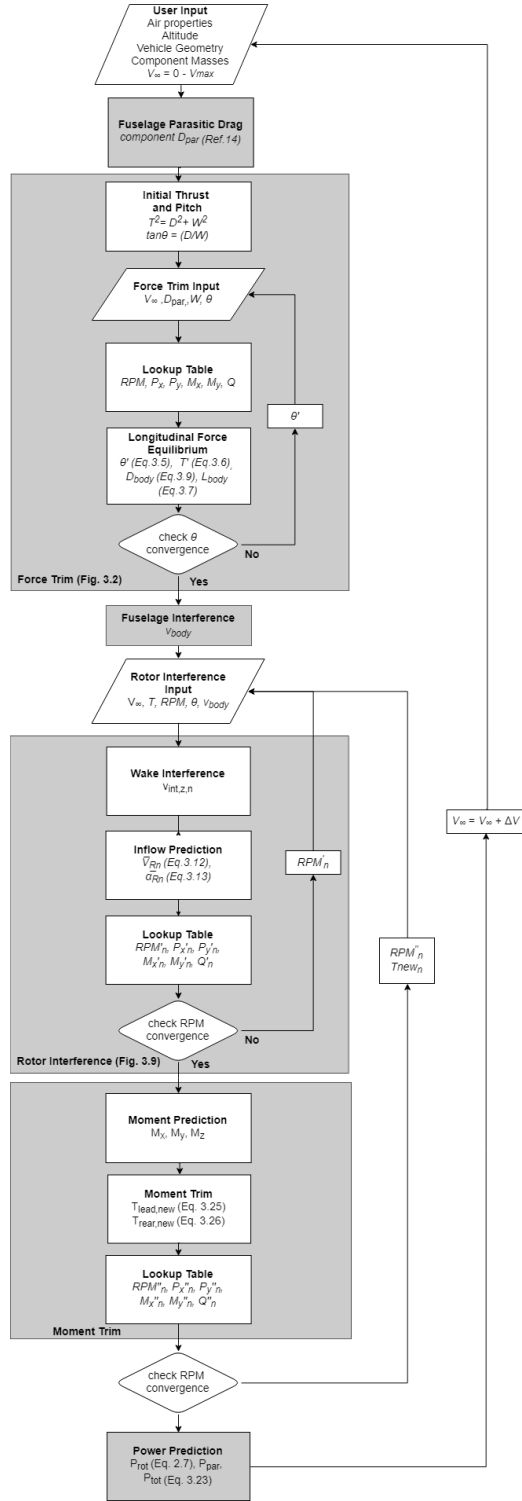 User Input
Air properties
Altitude
Vehicle Geometry
Component Masses
V∞ = 0 - Vmax
Fuselage Parasitic Drag
component Dpar (Ref.14)
Initial Thrust
and Pitch
T² = D² + W²
tanθ = (D/W)
Force Trim Input
V∞ ,Dpar,,W, θ
Lookup Table
RPM, Px, Py, Mx, My, Q
θ'
Longitudinal Force
Equilibrium
θ' (Eq.3.5), T' (Eq.3.6),
Dbody (Eq.3.9), Lbody
(Eq.3.7)
check θ
convergence
No
Force Trim (Fig. 3.2)
Yes
Fuselage Interference
vbody
Rotor Interference
Input
V∞, T, RPM, θ, vbody
Wake Interference
vint,z,n
V∞ = V∞ + ΔV
Inflow Prediction
V̅Rn (Eq.3.12),
α̅Rn (Eq.3.13)
RPM'n
Lookup Table
RPM'n, Px'n, Py'n,
Mx'n, My'n, Q'n
RPM''n
Tnewn
check RPM
convergence
No
Rotor Interference (Fig. 3.9)
Yes
Moment Prediction
Mx, My, Mz
Moment Trim
Tlead,new (Eq. 3.25)
Trear,new (Eq. 3.26)
Lookup Table
RPM''n, Px''n, Py''n,
Mx''n, My''n, Q''n
Moment Trim
check RPM
convergence
Power Prediction
Prot (Eq. 2.7), Ppar,
Ptot (Eq. 3.23)